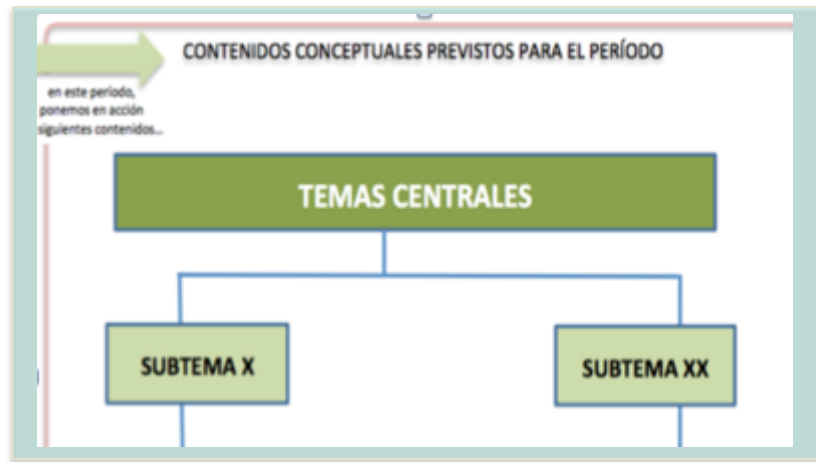 CONTENIDOS CONCEPTUALES PREVISTOS PARA EL PERÍODO
en este período,
ponemos en acción
siguientes contenidos...
TEMAS CENTRALES
SUBTEMA X
SUBTEMA XX